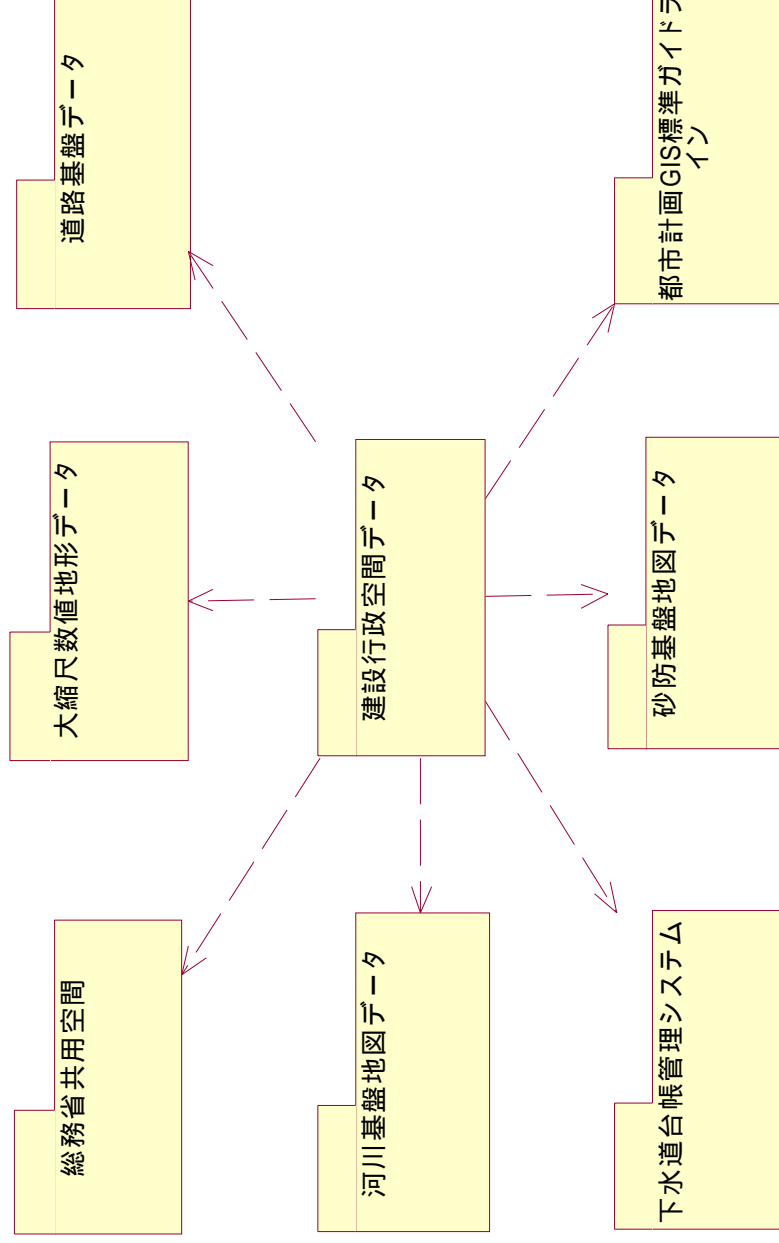 総務省共用空間
大縮尺数値地形データ
道路基盤データ
河川基盤地図データ
建設行政空間データ
下水道台帳管理システム
砂防基盤地図データ
都市計画GIS標準ガイドラ
イン